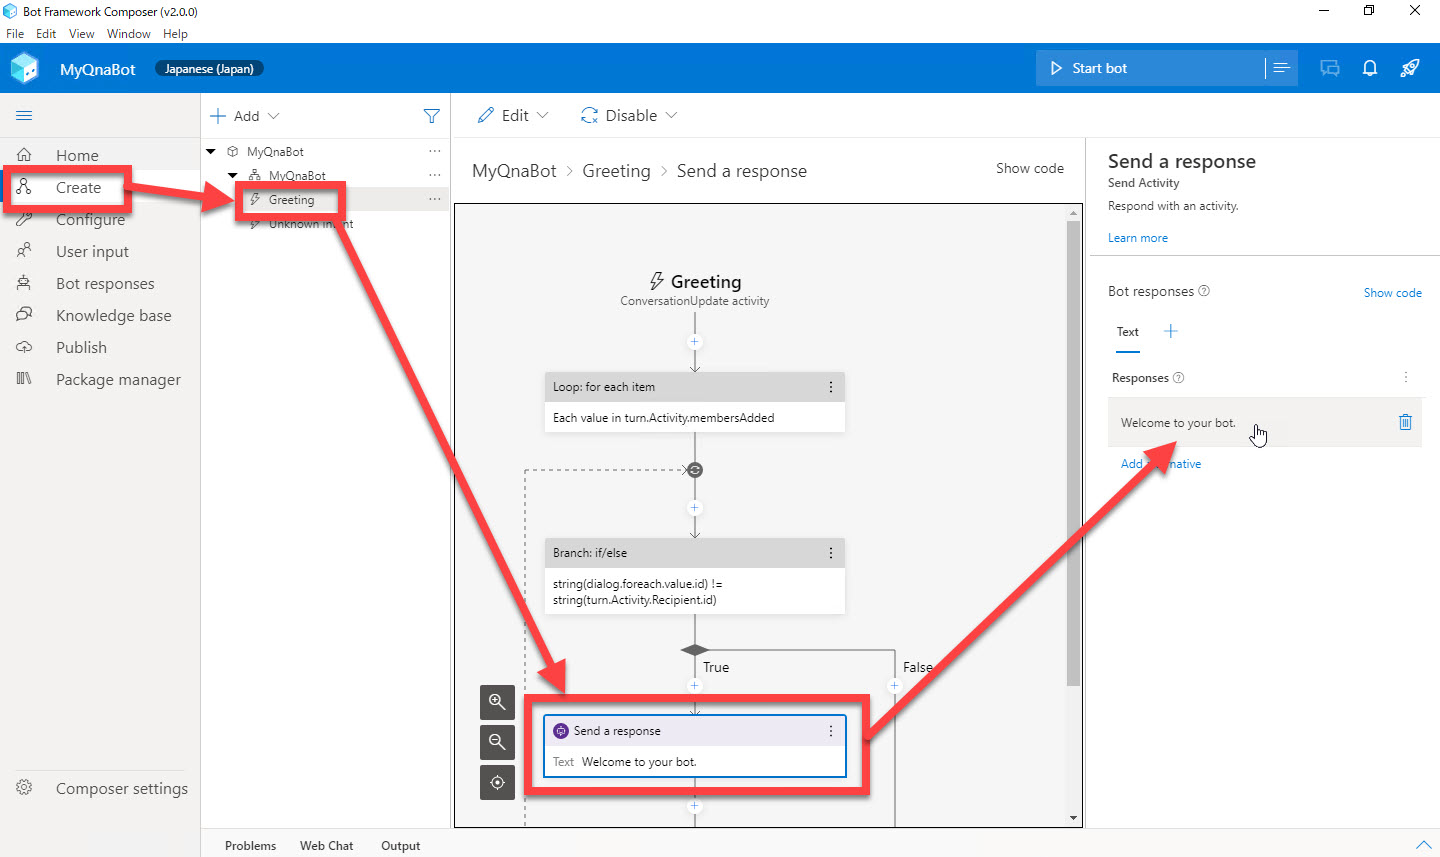 Bot Framework Composer (v2.0.0)
File Edit View Window Help
MyQnaBot Japanese (Japan)
Start bot
Home
Create
Configure
User input
Bot responses
Knowledge base
Publish
Package manager
Composer settings
Add
MyQnaBot
MyQnaBot
Greeting
Unknown intent
Edit Disable
MyQnaBot > Greeting > Send a response
Show code
Greeting
ConversationUpdate activity
Loop: for each item
Each value in turn.Activity.membersAdded
Branch: if/else
string(dialog.foreach.value.id) !=
string(turn.Activity.Recipient.id)
True
False
Send a response
Text Welcome to your bot.
Send a response
Send Activity
Respond with an activity.
Learn more
Bot responses
Show code
Text
Responses
Welcome to your bot.
Add alternative
Problems Web Chat Output